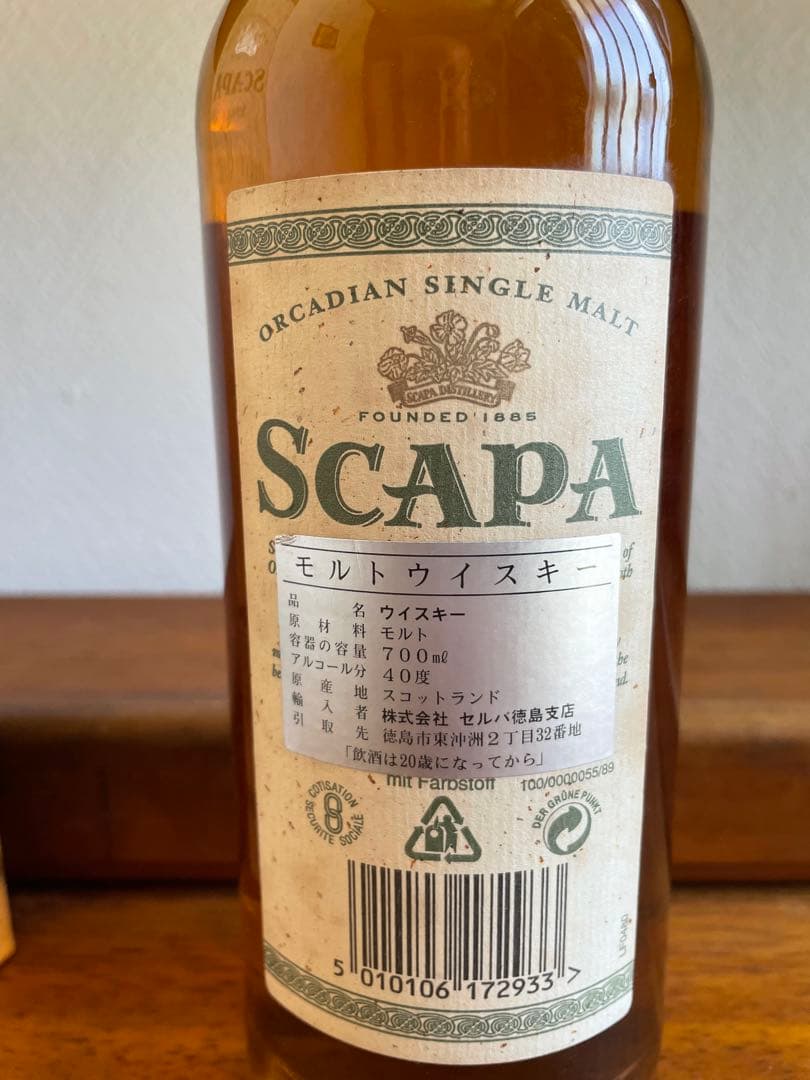 SCAPA
ORCADIAN SINGLE MALT
SCAPA DISTILLERY
FOUNDED 1885
SCAPA
of
モルトウイスキー
品名 ウイスキー
原材料 モルト
容器の容量 700㎖
アルコール分 40度
原産地 スコットランド
輸入者 株式会社 セルバ徳島支店
引取先 徳島市東沖洲2丁目32番地
「飲酒は20歳になってから」
be
mit Farbstoff 100/0000055/89
COTISATION SECURITE SOCIALE
DER GRÜNE PUNKT
LF0480
5 010106 172933 >